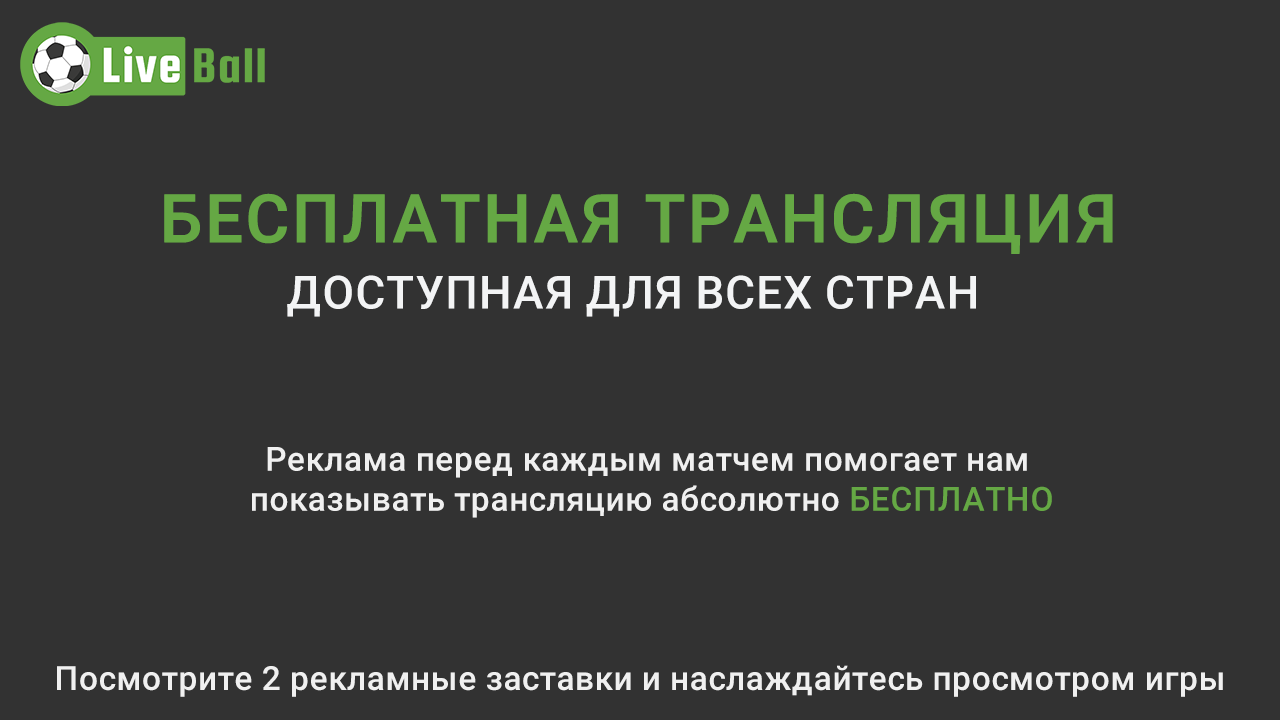 Live Ball
БЕСПЛАТНАЯ ТРАНСЛЯЦИЯ
ДОСТУПНАЯ ДЛЯ ВСЕХ СТРАН
Реклама перед каждым матчем помогает нам
показывать трансляцию абсолютно БЕСПЛАТНО
Посмотрите 2 рекламные заставки и наслаждайтесь просмотром игры